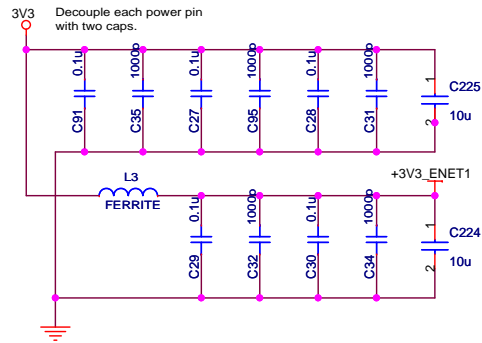 3V3
Decouple each power pin
with two caps.
0.1u
1000p
0.1u
1000p
0.1u
1000p
C91
C35
C27
C95
C28
C31
1
2
C225
10u
L3
FERRITE
+3V3_ENET1
0.1u
1000p
0.1u
1000p
C29
C32
C30
C34
1
2
C224
10u